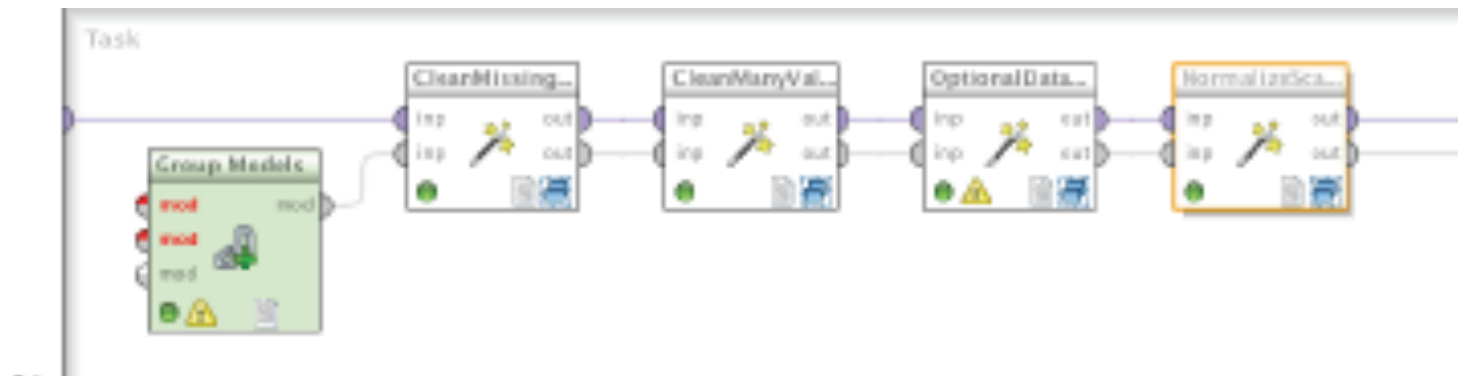 Task
CleanMissing...
inp out
inp out
CleanManyVal...
inp out
inp out
OptionalData...
inp out
inp out
NormalizeSca...
inp out
inp out
Group Models
mod mod
mod
mod